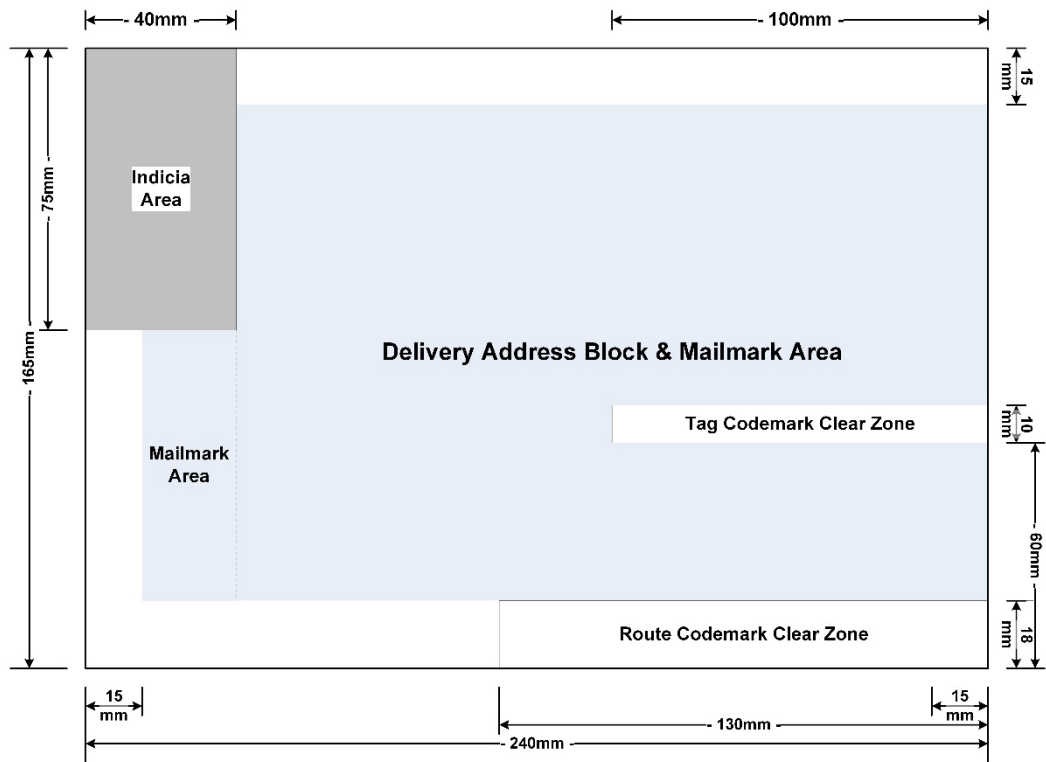 - 40mm -
- 100mm -
15
mm
Indicia
Area
- 75mm -
- 165mm -
Delivery Address Block & Mailmark Area
Tag Codemark Clear Zone
10
mm
Mailmark
Area
- 60mm -
Route Codemark Clear Zone
18
mm
15
mm
15
mm
- 130mm -
- 240mm -